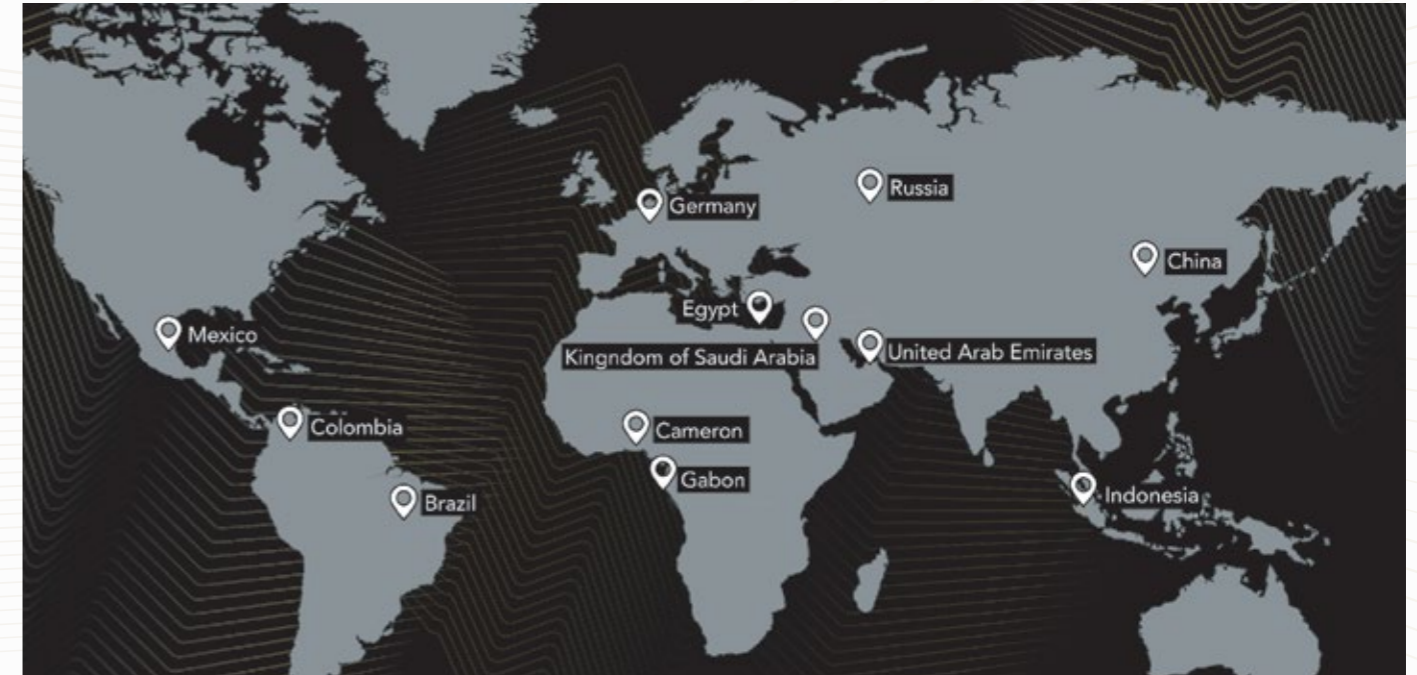 Russia
Germany
China
Egypt
Mexico
Kingndom of Saudi Arabia
United Arab Emirates
Colombia
Cameron
Gabon
Brazil
Indonesia